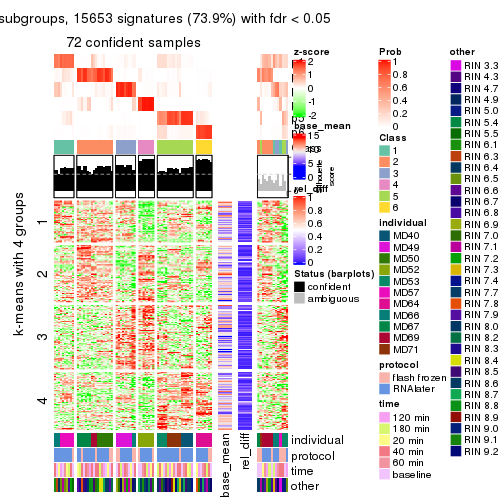 subgroups, 15653 signatures (73.9%) with fdr < 0.05
72 confident samples
k-means with 4 groups
1
2
3
4
individual
protocol
time
other
base_mean
rel_diff
z-score
2
1
0
-1
-2
base_mean
15
10
5
rel_diff
1
0.8
0.6
0.4
0.2
0
Status (barplots)
confident
ambiguous
silhouette
score
Prob
1
0.8
0.6
0.4
0.2
0
Class
1
2
3
4
5
6
individual
MD40
MD49
MD50
MD52
MD53
MD57
MD64
MD66
MD67
MD69
MD71
protocol
flash frozen
RNAlater
time
120 min
180 min
20 min
40 min
60 min
baseline
other
RIN 3.3
RIN 4.3
RIN 4.7
RIN 4.9
RIN 5.0
RIN 5.4
RIN 5.5
RIN 6.1
RIN 6.3
RIN 6.4
RIN 6.5
RIN 6.6
RIN 6.7
RIN 6.8
RIN 6.9
RIN 7.0
RIN 7.1
RIN 7.2
RIN 7.3
RIN 7.4
RIN 7.7
RIN 7.8
RIN 7.9
RIN 8.0
RIN 8.2
RIN 8.3
RIN 8.4
RIN 8.5
RIN 8.6
RIN 8.7
RIN 8.8
RIN 8.9
RIN 9.0
RIN 9.1
RIN 9.2